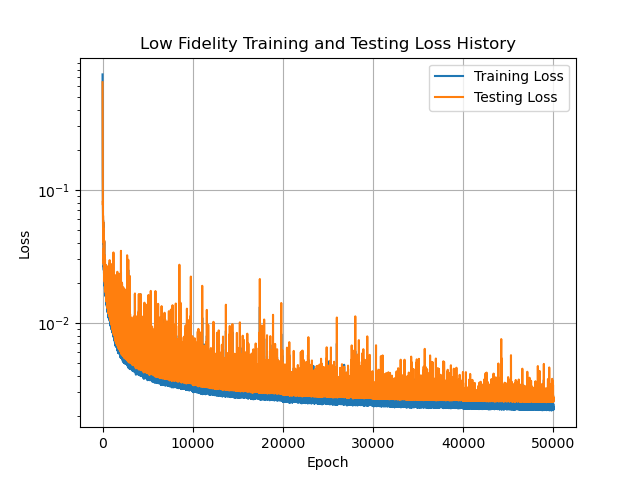 Low Fidelity Training and Testing Loss History
Training Loss
Testing Loss
Loss
10⁻¹
10⁻²
0 10000 20000 30000 40000 50000
Epoch